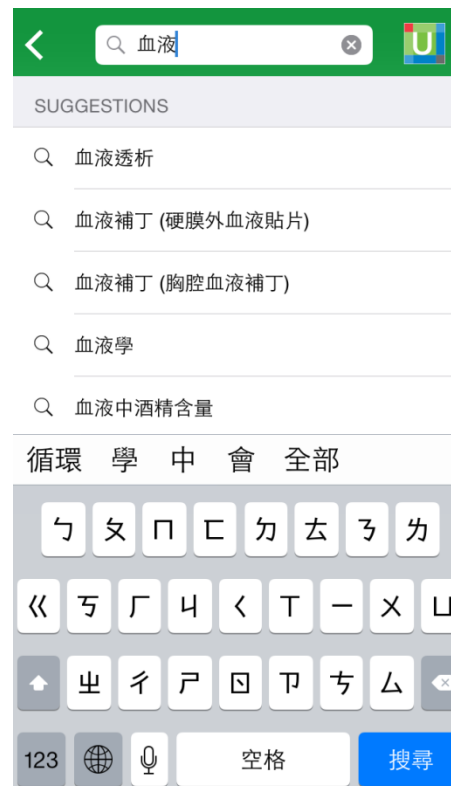 血液
U
SUGGESTIONS
血液透析
血液補丁 (硬膜外血液貼片)
血液補丁 (胸腔血液補丁)
血液學
血液中酒精含量
循環 學 中 會 全部
ㄅ ㄆ ㄇ ㄈ ㄉ ㄊ ㄋ ㄌ
ㄍ ㄎ ㄏ ㄐ ㄑ ㄒ ㄧ ㄨ ㄩ
ㄓ ㄔ ㄕ ㄖ ㄗ ㄘ ㄙ
123 空格 搜尋